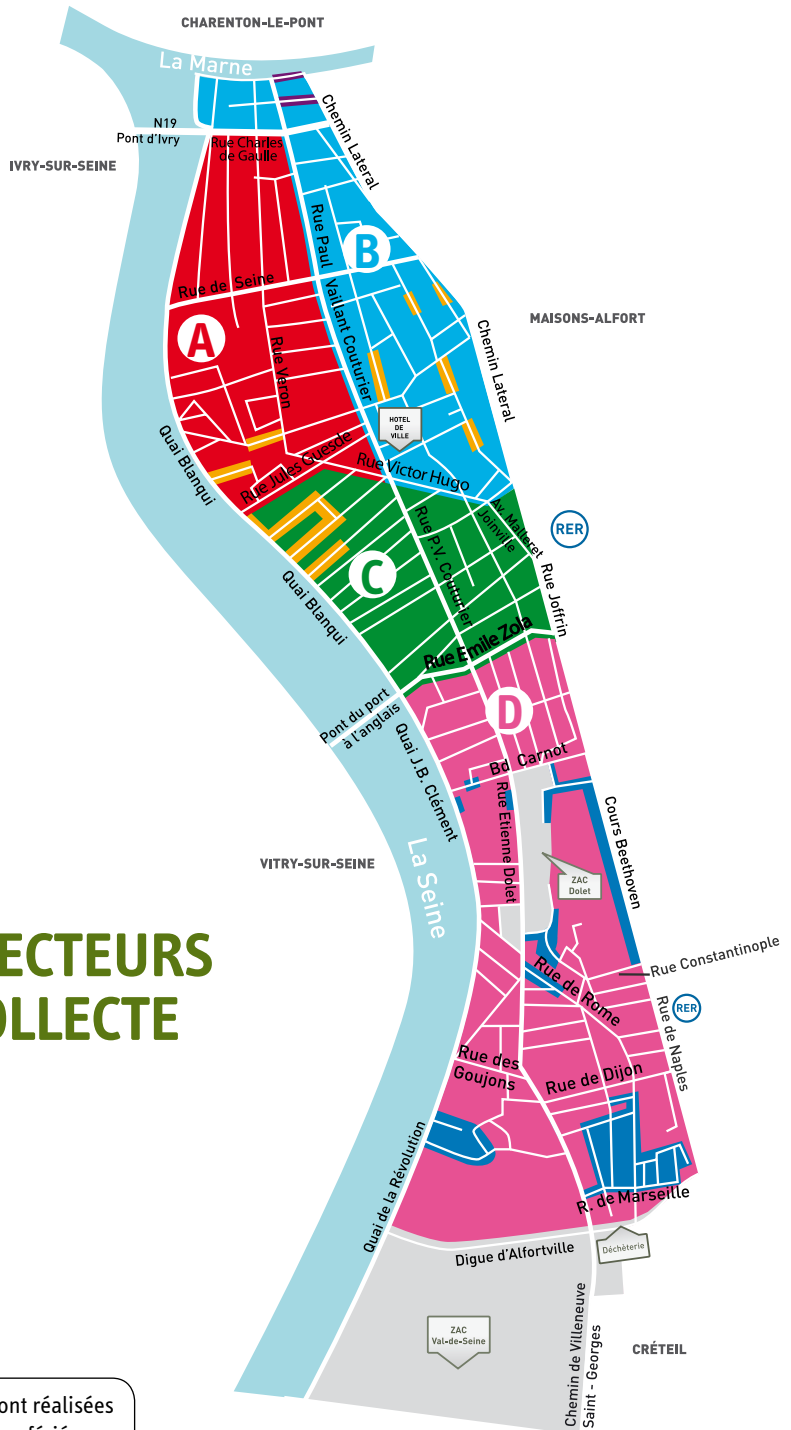 CHARENTON-LE-PONT
La Marne
N19
Pont d'Ivry
Rue Charles
de Gaulle
Chemin Lateral
IVRY-SUR-SEINE
Rue Paul Vaillant Couturier
B
Rue de Seine
MAISONS-ALFORT
A
Rue Veron
Chemin Lateral
HOTEL
DE
VILLE
Quai Blanqui
Rue Jules Guesde
Rue Victor Hugo
Av. Malleret
Joinville
RER
Rue P.V. Couturier
C
Quai Blanqui
Rue Joffrin
Rue Emile Zola
D
Pont du port
à l'anglais
Quai J.B. Clément
Bd Carnot
Rue Etienne Dolet
Cours Beethoven
La Seine
VITRY-SUR-SEINE
ZAC
Dolet
ECTEURS
OLLECTE
Rue Constantinople
Rue de Rome
RER
Rue de Naples
Rue des
Goujons
Rue de Dijon
Quai de la Révolution
R. de Marseille
Digue d'Alfortville
Déchèterie
ZAC
Val-de-Seine
Chemin de Villeneuve
Saint - Georges
CRÉTEIL
ont réalisées